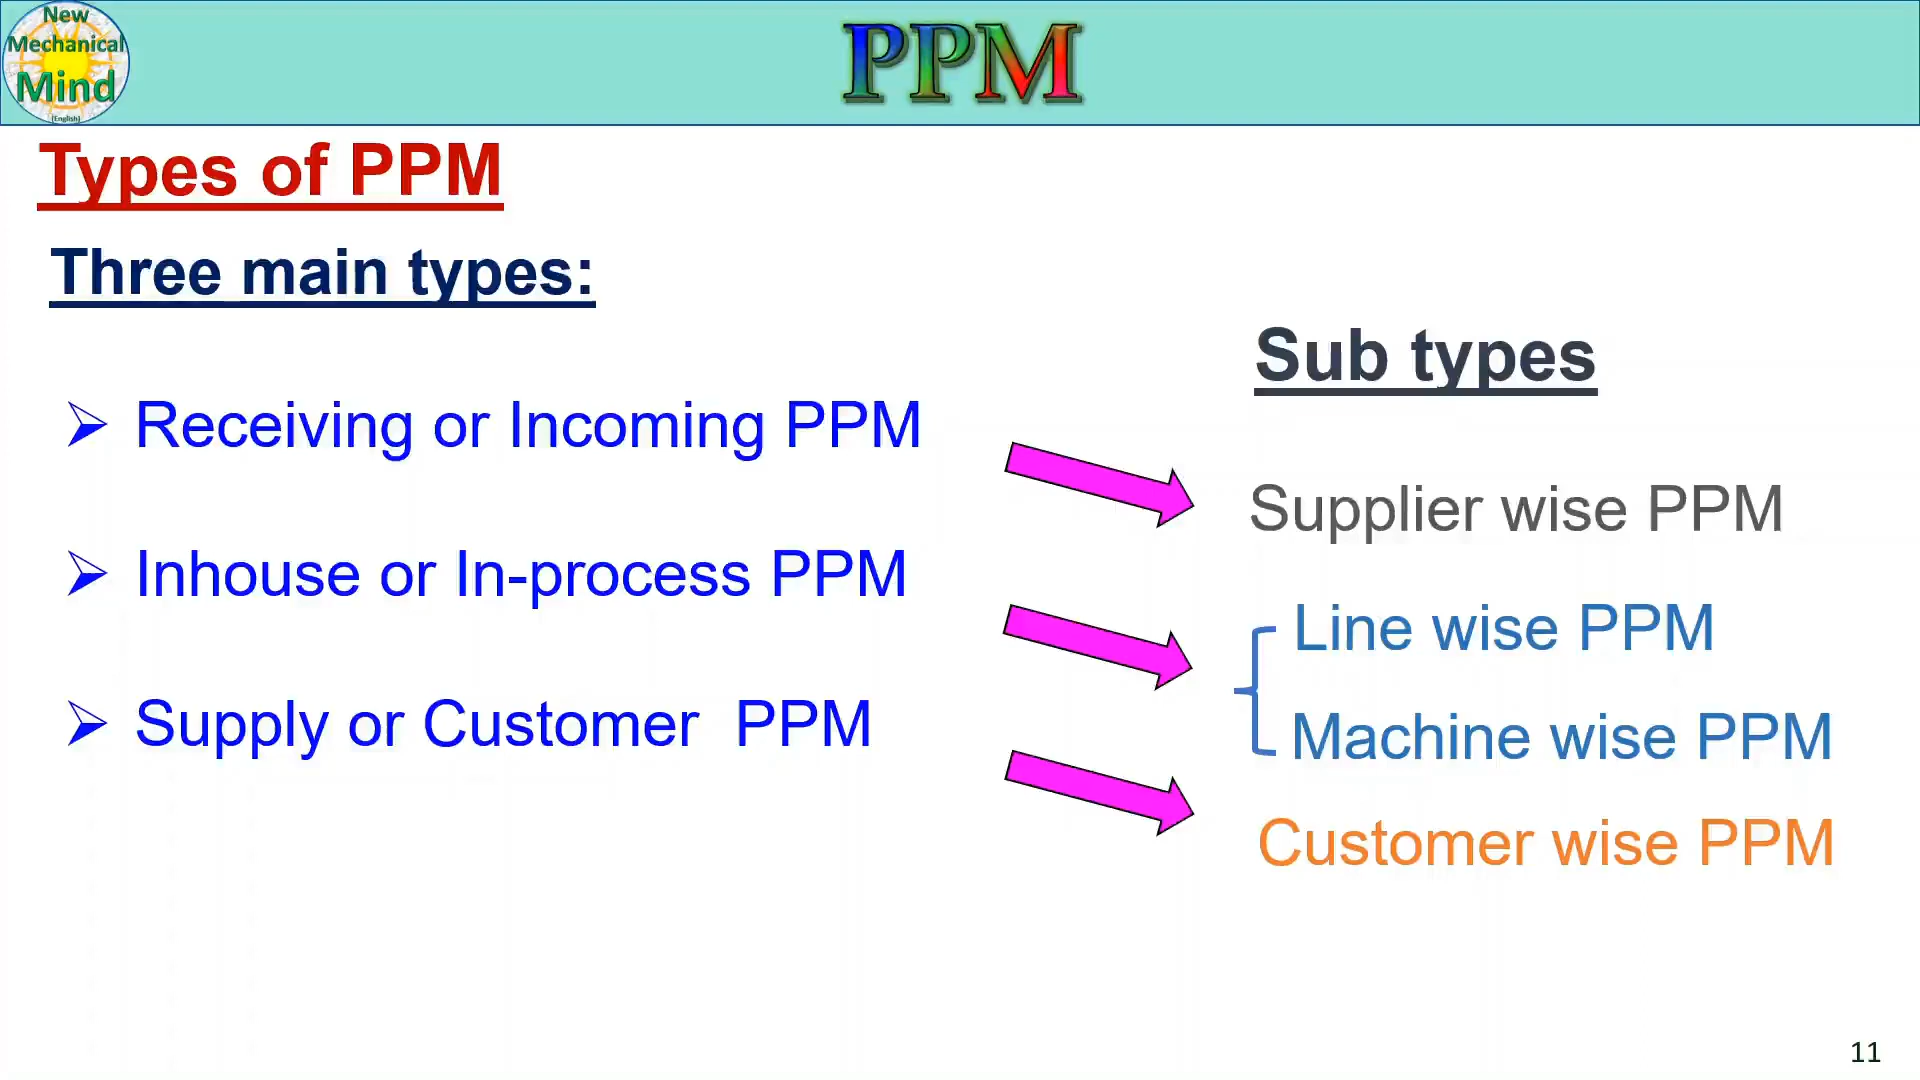 New
Mechanical
Mind
(English)
PPM
Types of PPM
Three main types:
Sub types
Receiving or Incoming PPM
Supplier wise PPM
Inhouse or In-process PPM
Line wise PPM
Machine wise PPM
Supply or Customer  PPM
Customer wise PPM
11